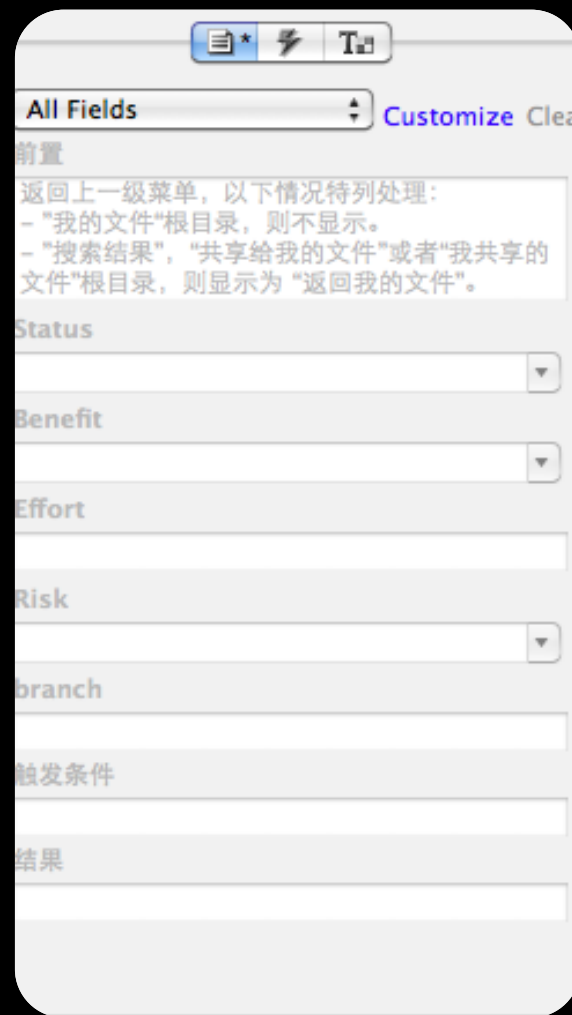 All Fields
Customize Clea
前置
返回上一级菜单，以下情况特列处理：
- ”我的文件“根目录，则不显示。
- ”搜索结果”，“共享给我的文件”或者“我共享的
文件”根目录，则显示为 “返回我的文件”。
Status
Benefit
Effort
Risk
branch
触发条件
结果